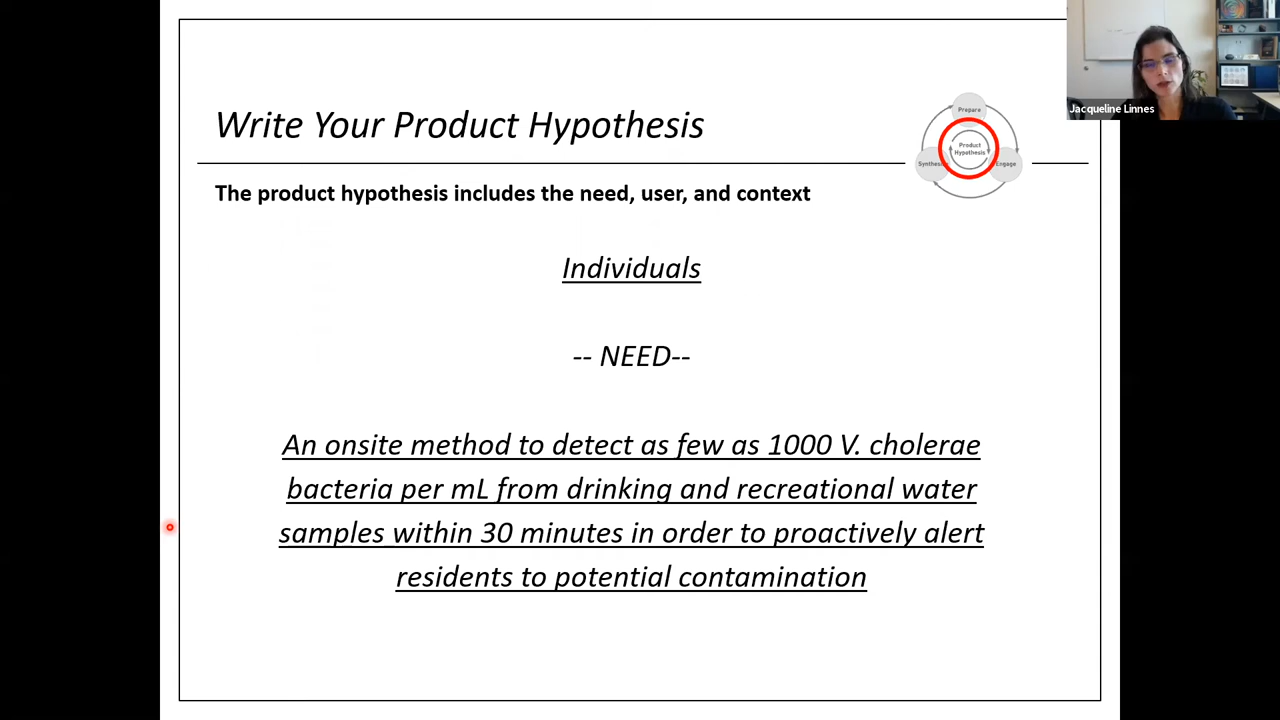 Write Your Product Hypothesis
Prepare
Product
Hypothesis
Synthesi
Engage
Jacqueline Linnes
The product hypothesis includes the need, user, and context
Individuals
-- NEED--
An onsite method to detect as few as 1000 V. cholerae
bacteria per mL from drinking and recreational water
samples within 30 minutes in order to proactively alert
residents to potential contamination